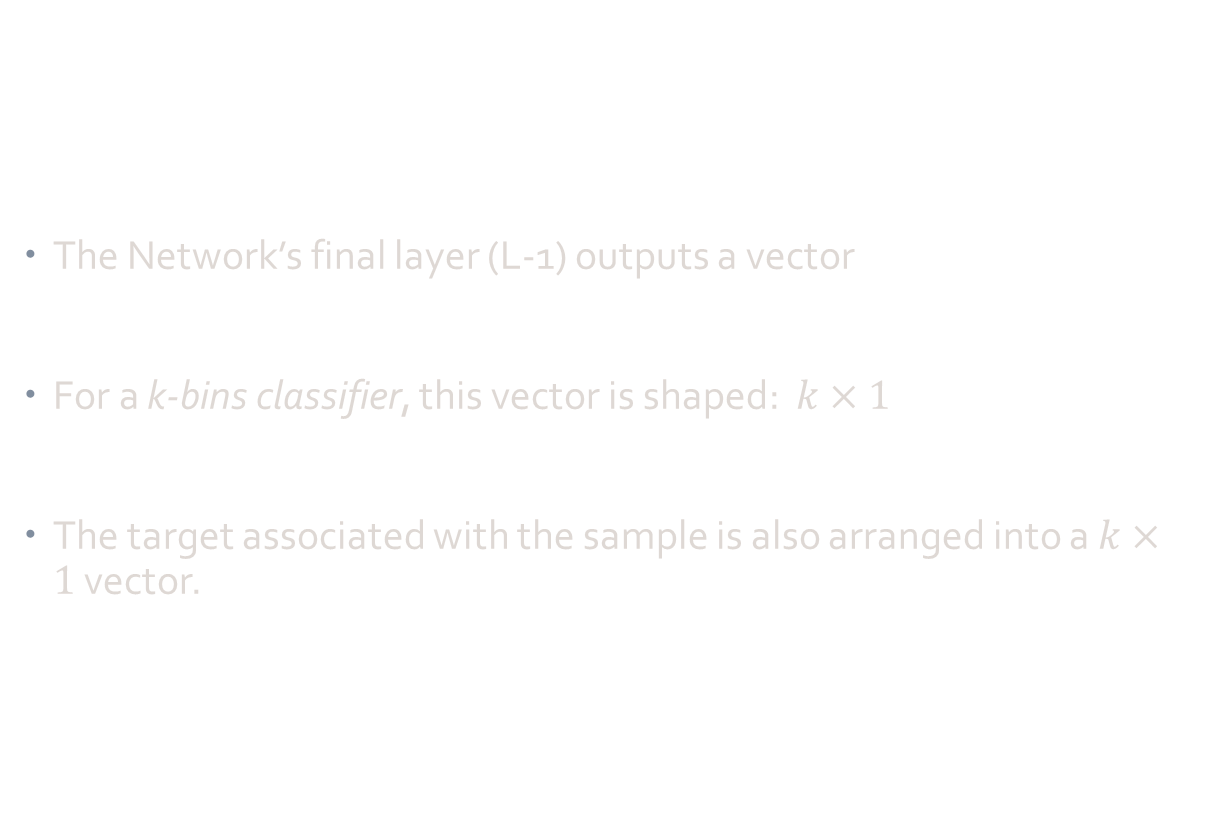 • The Network’s final layer (L-1) outputs a vector
• For a k-bins classifier, this vector is shaped: k × 1
• The target associated with the sample is also arranged into a k ×
1 vector.